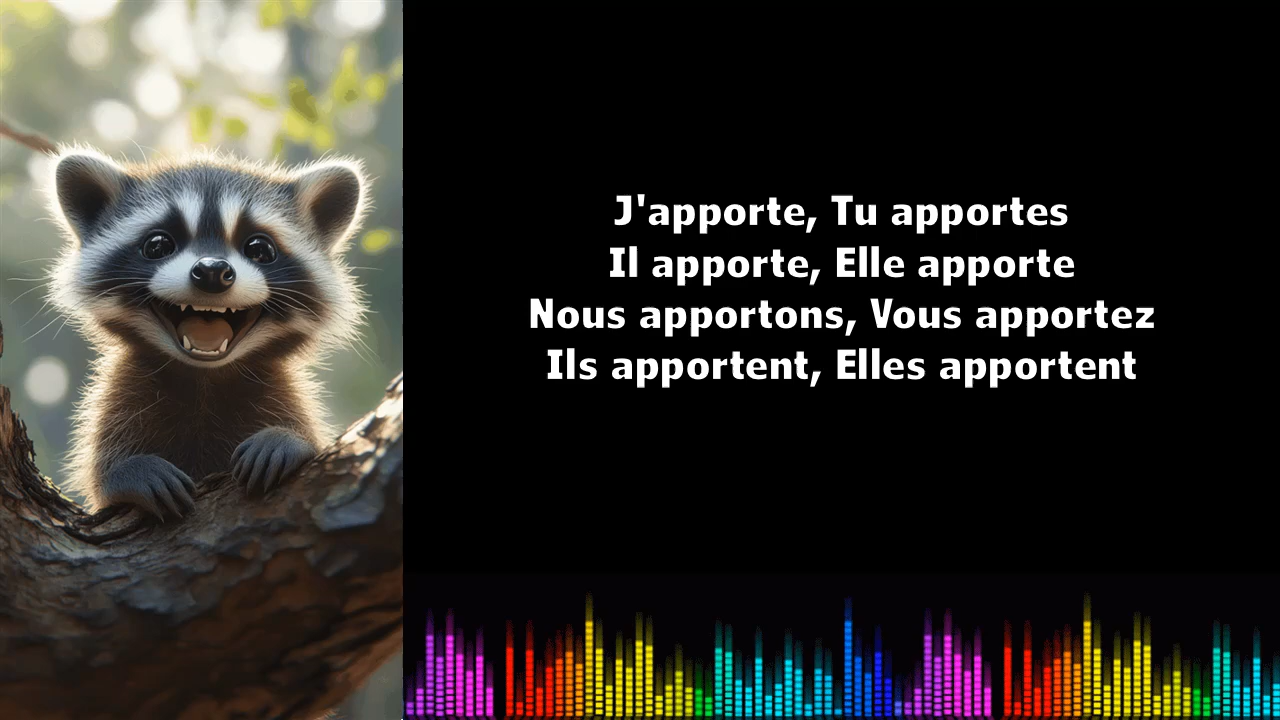 J'apporte, Tu apportes
Il apporte, Elle apporte
Nous apportons, Vous apportez
Ils apportent, Elles apportent